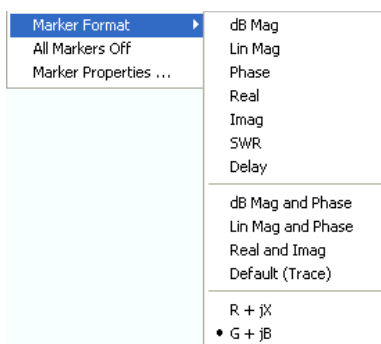 Marker Format
All Markers Off
Marker Properties ...
dB Mag
Lin Mag
Phase
Real
Imag
SWR
Delay
dB Mag and Phase
Lin Mag and Phase
Real and Imag
Default (Trace)
R + jX
• G + jB